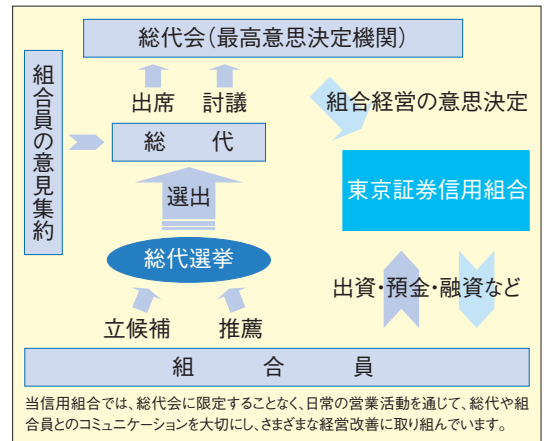 総代会（最高意思決定機関）
組合員の意見集約
出席 討議
組合経営の意思決定
総代
東京証券信用組合
選出
総代選挙
出資・預金・融資など
立候補 推薦
組合員
当信用組合では、総代会に限定することなく、日常の営業活動を通じて、総代や組
合員とのコミュニケーションを大切にし、さまざまな経営改善に取り組んでいます。